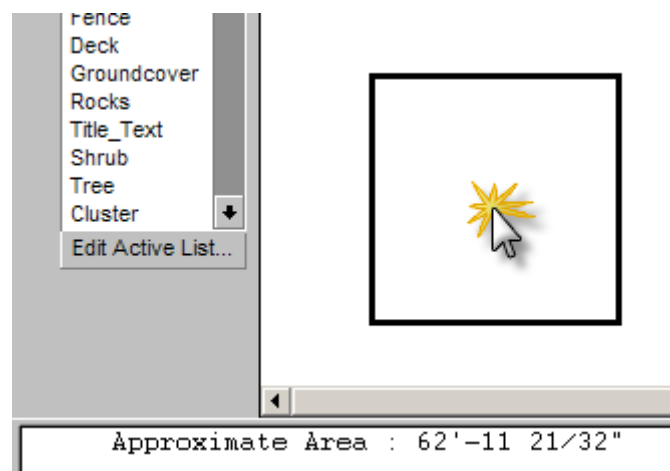 Fence
Deck
Groundcover
Rocks
Title_Text
Shrub
Tree
Cluster
Edit Active List...
Approximate Area : 62'-11 21/32"